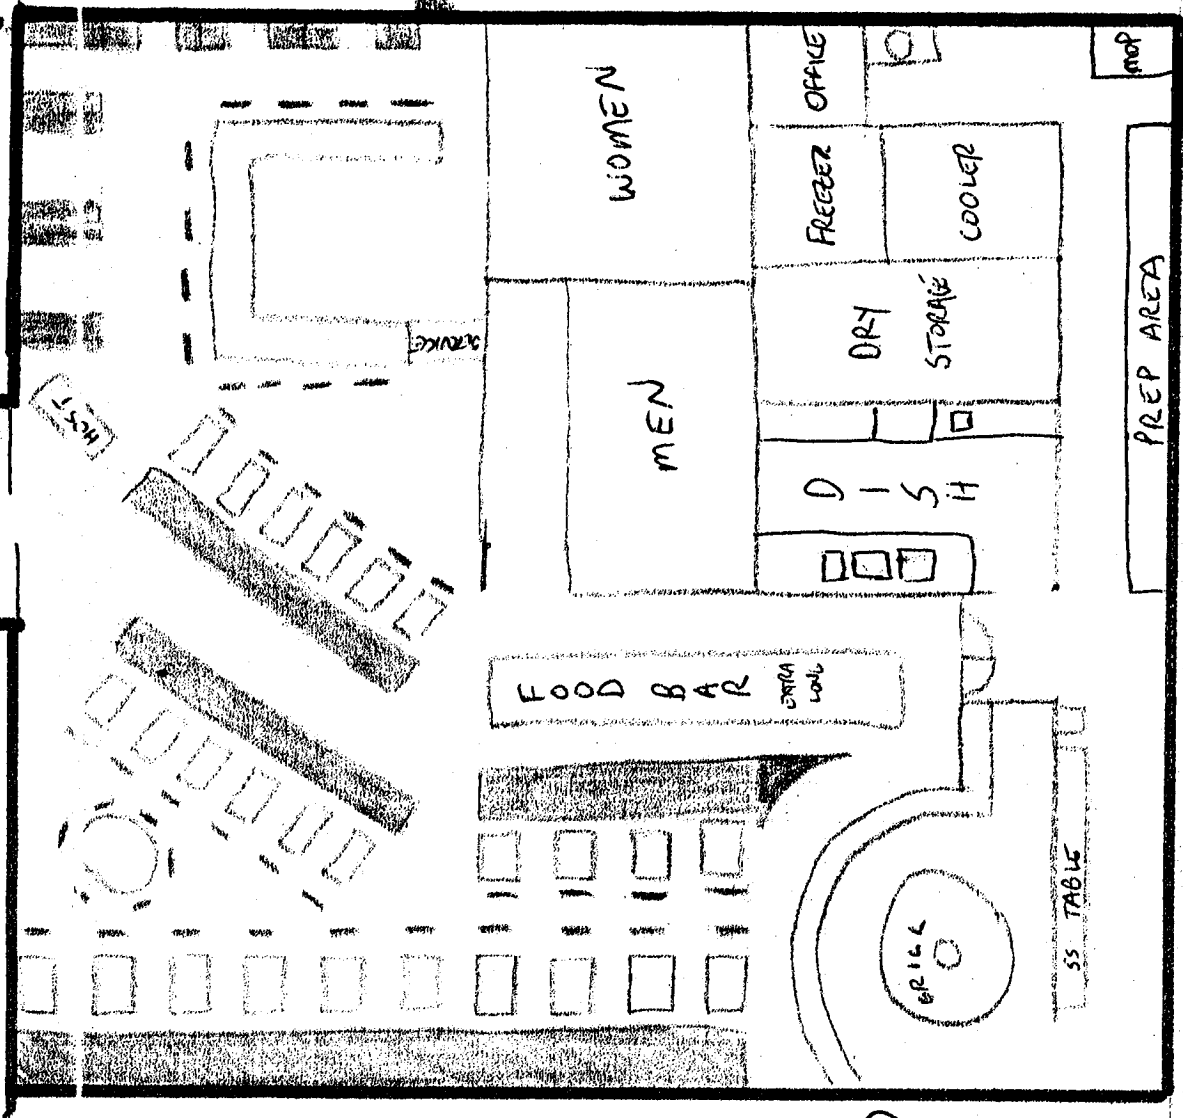 MOP
OFFICE
WOMEN
FREEZER
COOLER
DRY
STORAGE
PREP AREA
SERVICE
HOST
MEN
DISH
FOOD BAR
EXTRA
LONG
GRILL
SS TABLE